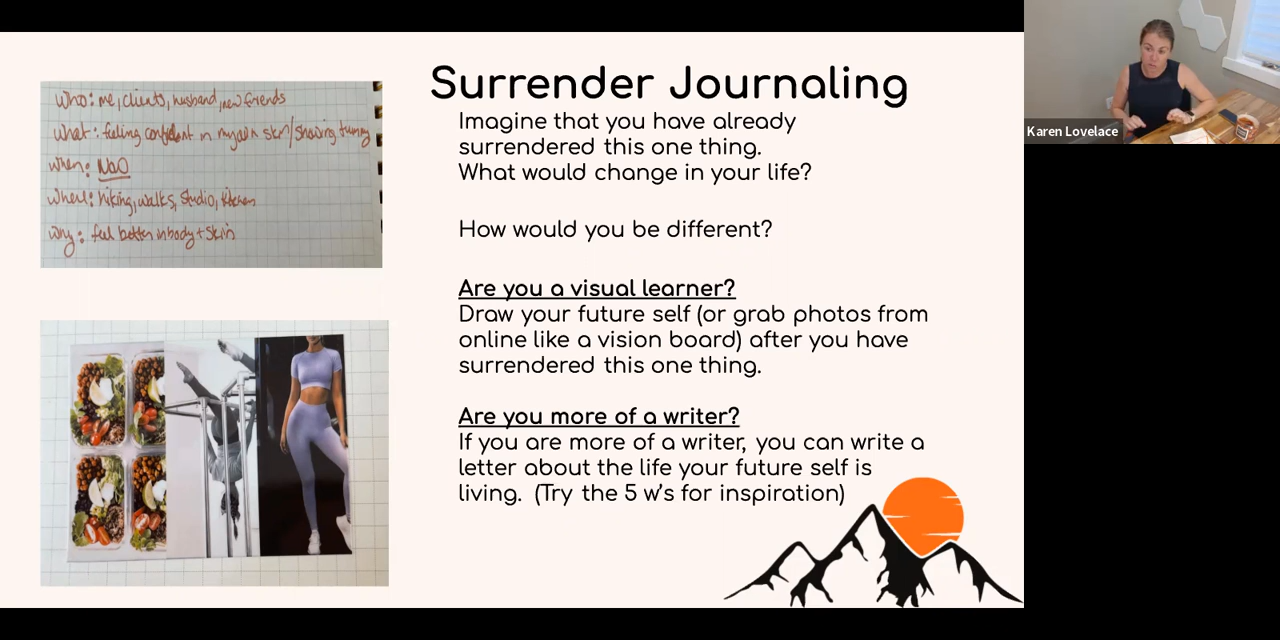 Surrender Journaling
Imagine that you have already
surrendered this one thing.
What would change in your life?
How would you be different?
Are you a visual learner?
Draw your future self (or grab photos from
online like a vision board) after you have
surrendered this one thing.
Are you more of a writer?
If you are more of a writer, you can write a
letter about the life your future self is
living. (Try the 5 w's for inspiration)
who: me, clients, husband, new friends
what: feeling confident in my own skin/showing tummy
when: NOW
where: hiking, walks, studio, kitchen
why: feel better in body + skin
Karen Lovelace